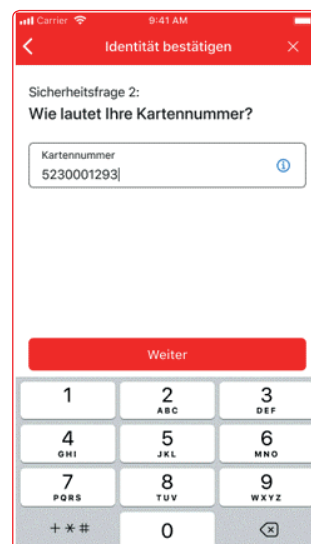 Carrier 9:41 AM
Identität bestätigen
Sicherheitsfrage 2:
Wie lautet Ihre Kartennummer?
Kartennummer
5230001293
Weiter
1 2 3
ABC DEF
4 5 6
GHI JKL MNO
7 8 9
PQRS TUV WXYZ
+*# 0